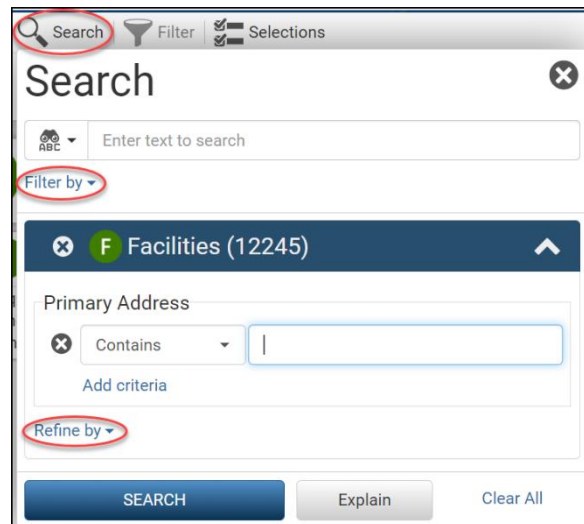 Search Filter Selections
Search
ABC Enter text to search
Filter by
F Facilities (12245)
Primary Address
Contains
Add criteria
Refine by
SEARCH Explain Clear All